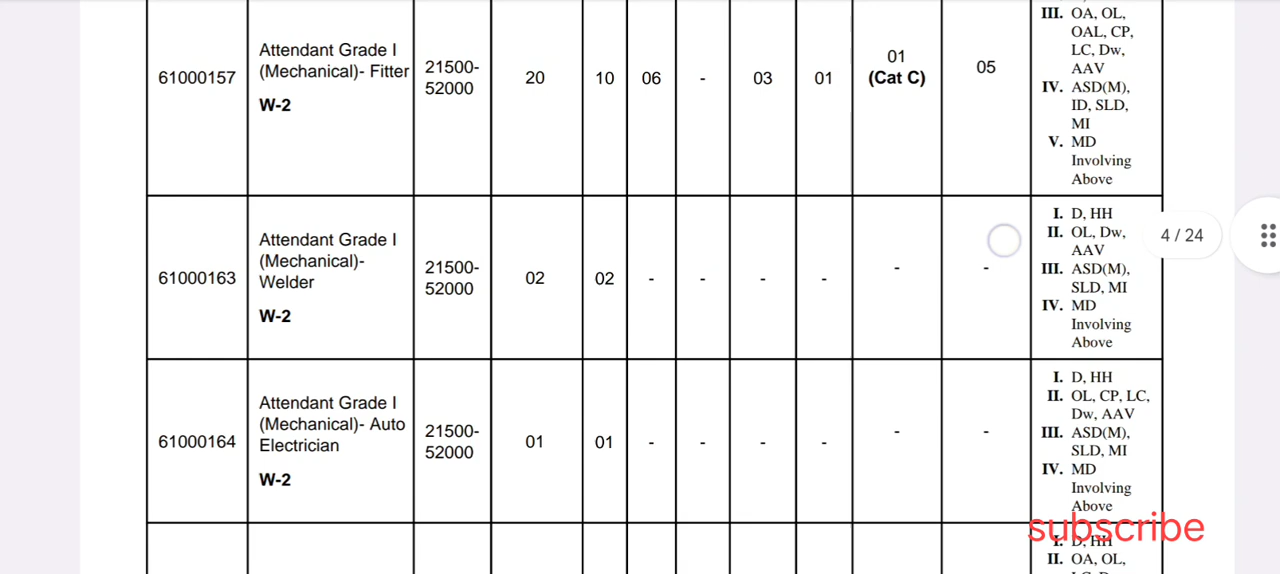 III. OA, OL,
OAL, CP,
LC, Dw,
AAV
IV. ASD(M),
ID, SLD,
MI
V. MD
Involving
Above
61000157
Attendant Grade I
(Mechanical)- Fitter
W-2
21500-
52000
20
10
06
-
03
01
01
(Cat C)
05
61000163
Attendant Grade I
(Mechanical)-
Welder
W-2
21500-
52000
02
02
-
-
-
-
-
-
I. D, HH
II. OL, Dw,
AAV
III. ASD(M),
SLD, MI
IV. MD
Involving
Above
4 / 24
61000164
Attendant Grade I
(Mechanical)- Auto
Electrician
W-2
21500-
52000
01
01
-
-
-
-
-
-
I. D, HH
II. OL, CP, LC,
Dw, AAV
III. ASD(M),
SLD, MI
IV. MD
Involving
Above
subscribe
I. D, HH
II. OA, OL,